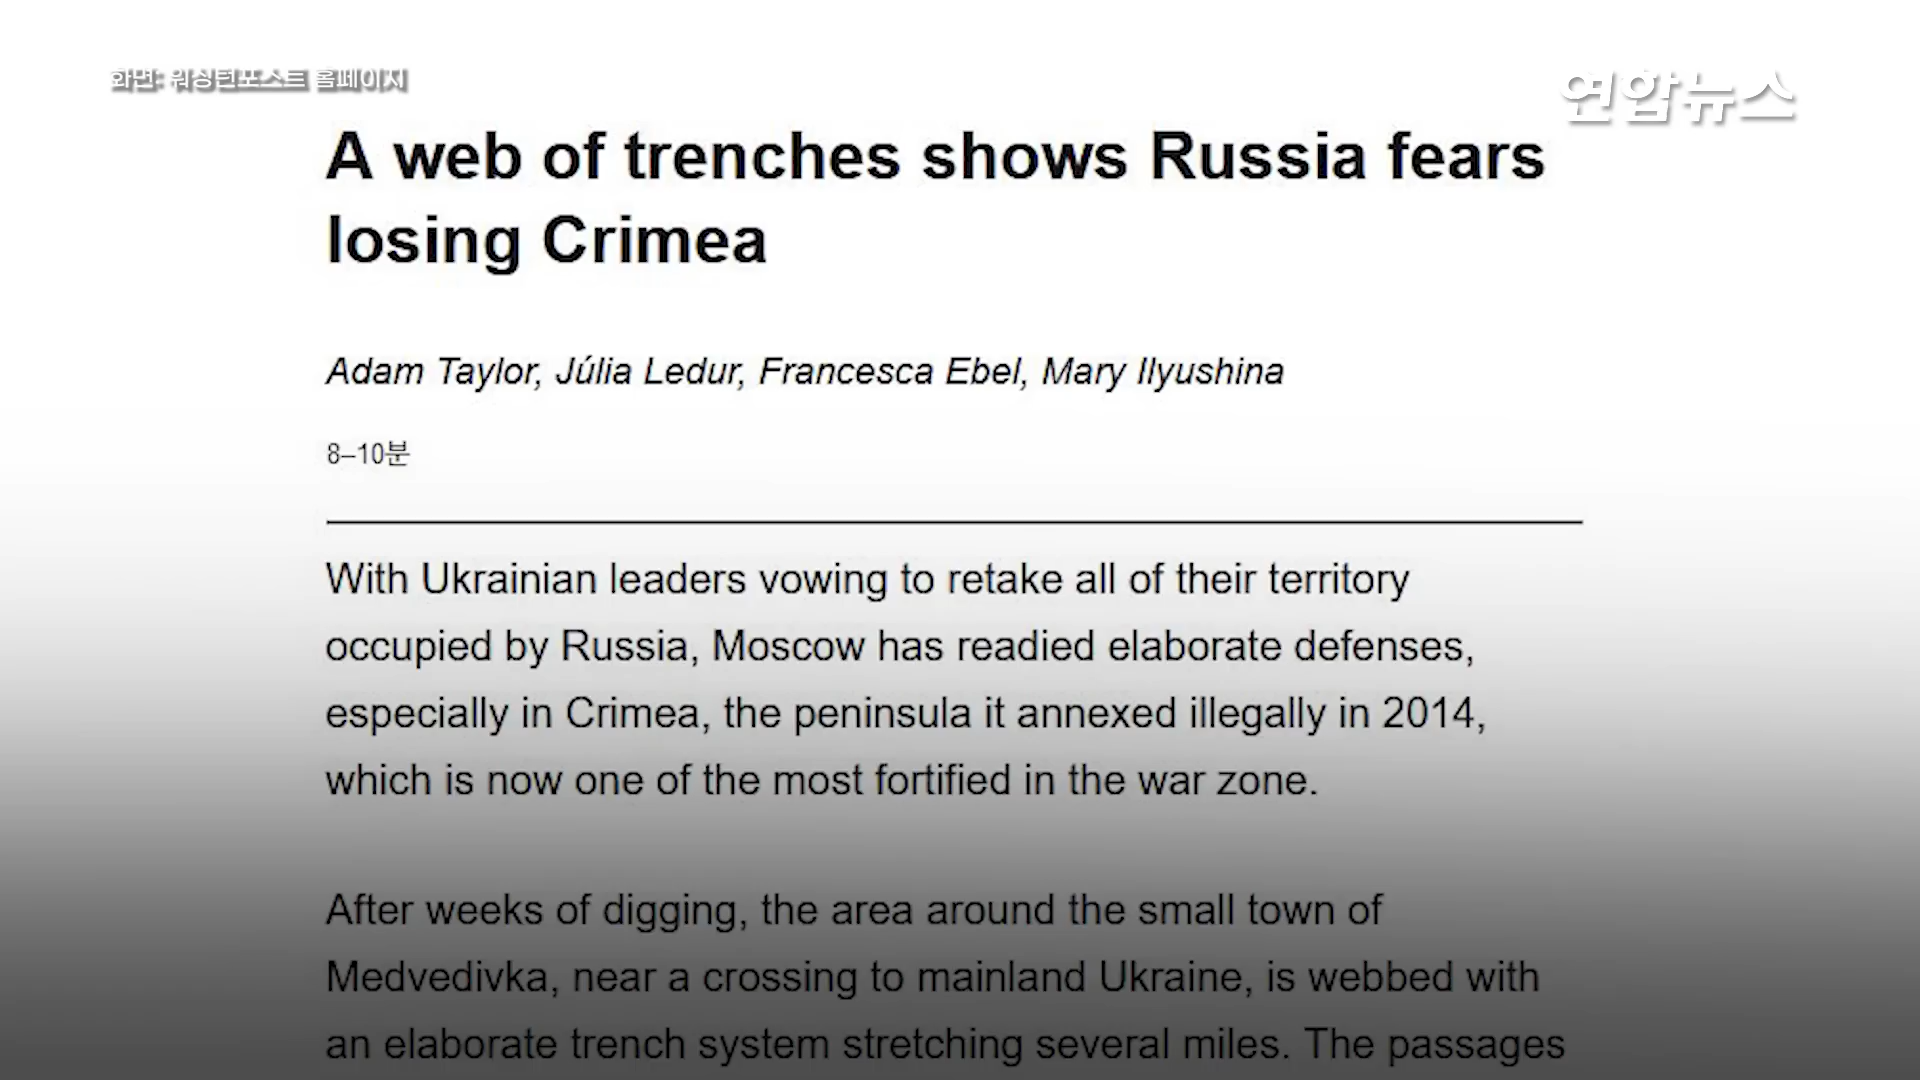 화면: 워싱턴포스트 홈페이지
연합뉴스
A web of trenches shows Russia fears
losing Crimea
Adam Taylor, Júlia Ledur, Francesca Ebel, Mary Ilyushina
8–10분
With Ukrainian leaders vowing to retake all of their territory
occupied by Russia, Moscow has readied elaborate defenses,
especially in Crimea, the peninsula it annexed illegally in 2014,
which is now one of the most fortified in the war zone.
After weeks of digging, the area around the small town of
Medvedivka, near a crossing to mainland Ukraine, is webbed with
an elaborate trench system stretching several miles. The passages